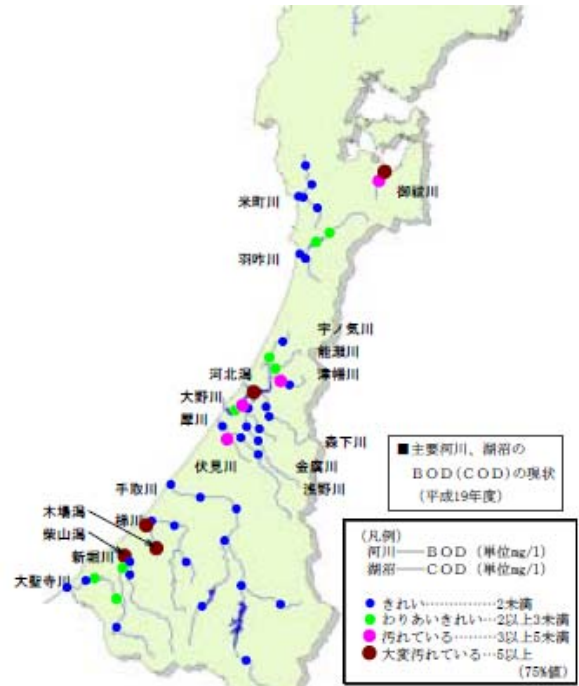 米町川
御祓川
羽咋川
宇ノ気川
能瀬川
津幡川
河北潟
大野川
犀川
森下川
伏見川
金腐川
浅野川
手取川
木場潟
梯川
柴山潟
新堀川
大聖寺川
■主要河川、湖沼の
BOD(COD)の現状
(平成19年度)
(凡例)
河川――BOD(単位mg/l)
湖沼――COD(単位mg/l)
きれい……………2未満
わりあいきれい…2以上3未満
汚れている………3以上5未満
大変汚れている…5以上
(75%値)